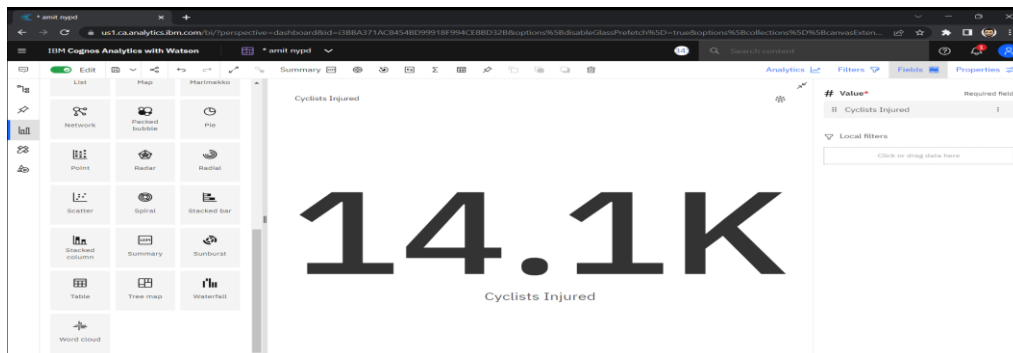 * amit nypd
us1.ca.analytics.ibm.com/bi/?perspective=dashboard&id=i3BBA371AC8454BD99918F994CE8BD32B&options%5BdisableGlassPrefetch%5D=true&options%5Bcollections%5D%5BcanvasExten...
IBM Cognos Analytics with Watson
* amit nypd
14
Search content
Edit
Summary
Analytics
Filters
Fields
Properties
List
Map
Marimekko
Network
Packed
bubble
Pie
Point
Radar
Radial
Scatter
Spiral
Stacked bar
Stacked
column
Summary
Sunburst
Table
Tree map
Waterfall
Word cloud
Cyclists Injured
14.1K
Cyclists Injured
# Value*
Required field
Cyclists Injured
Local filters
Click or drag data here